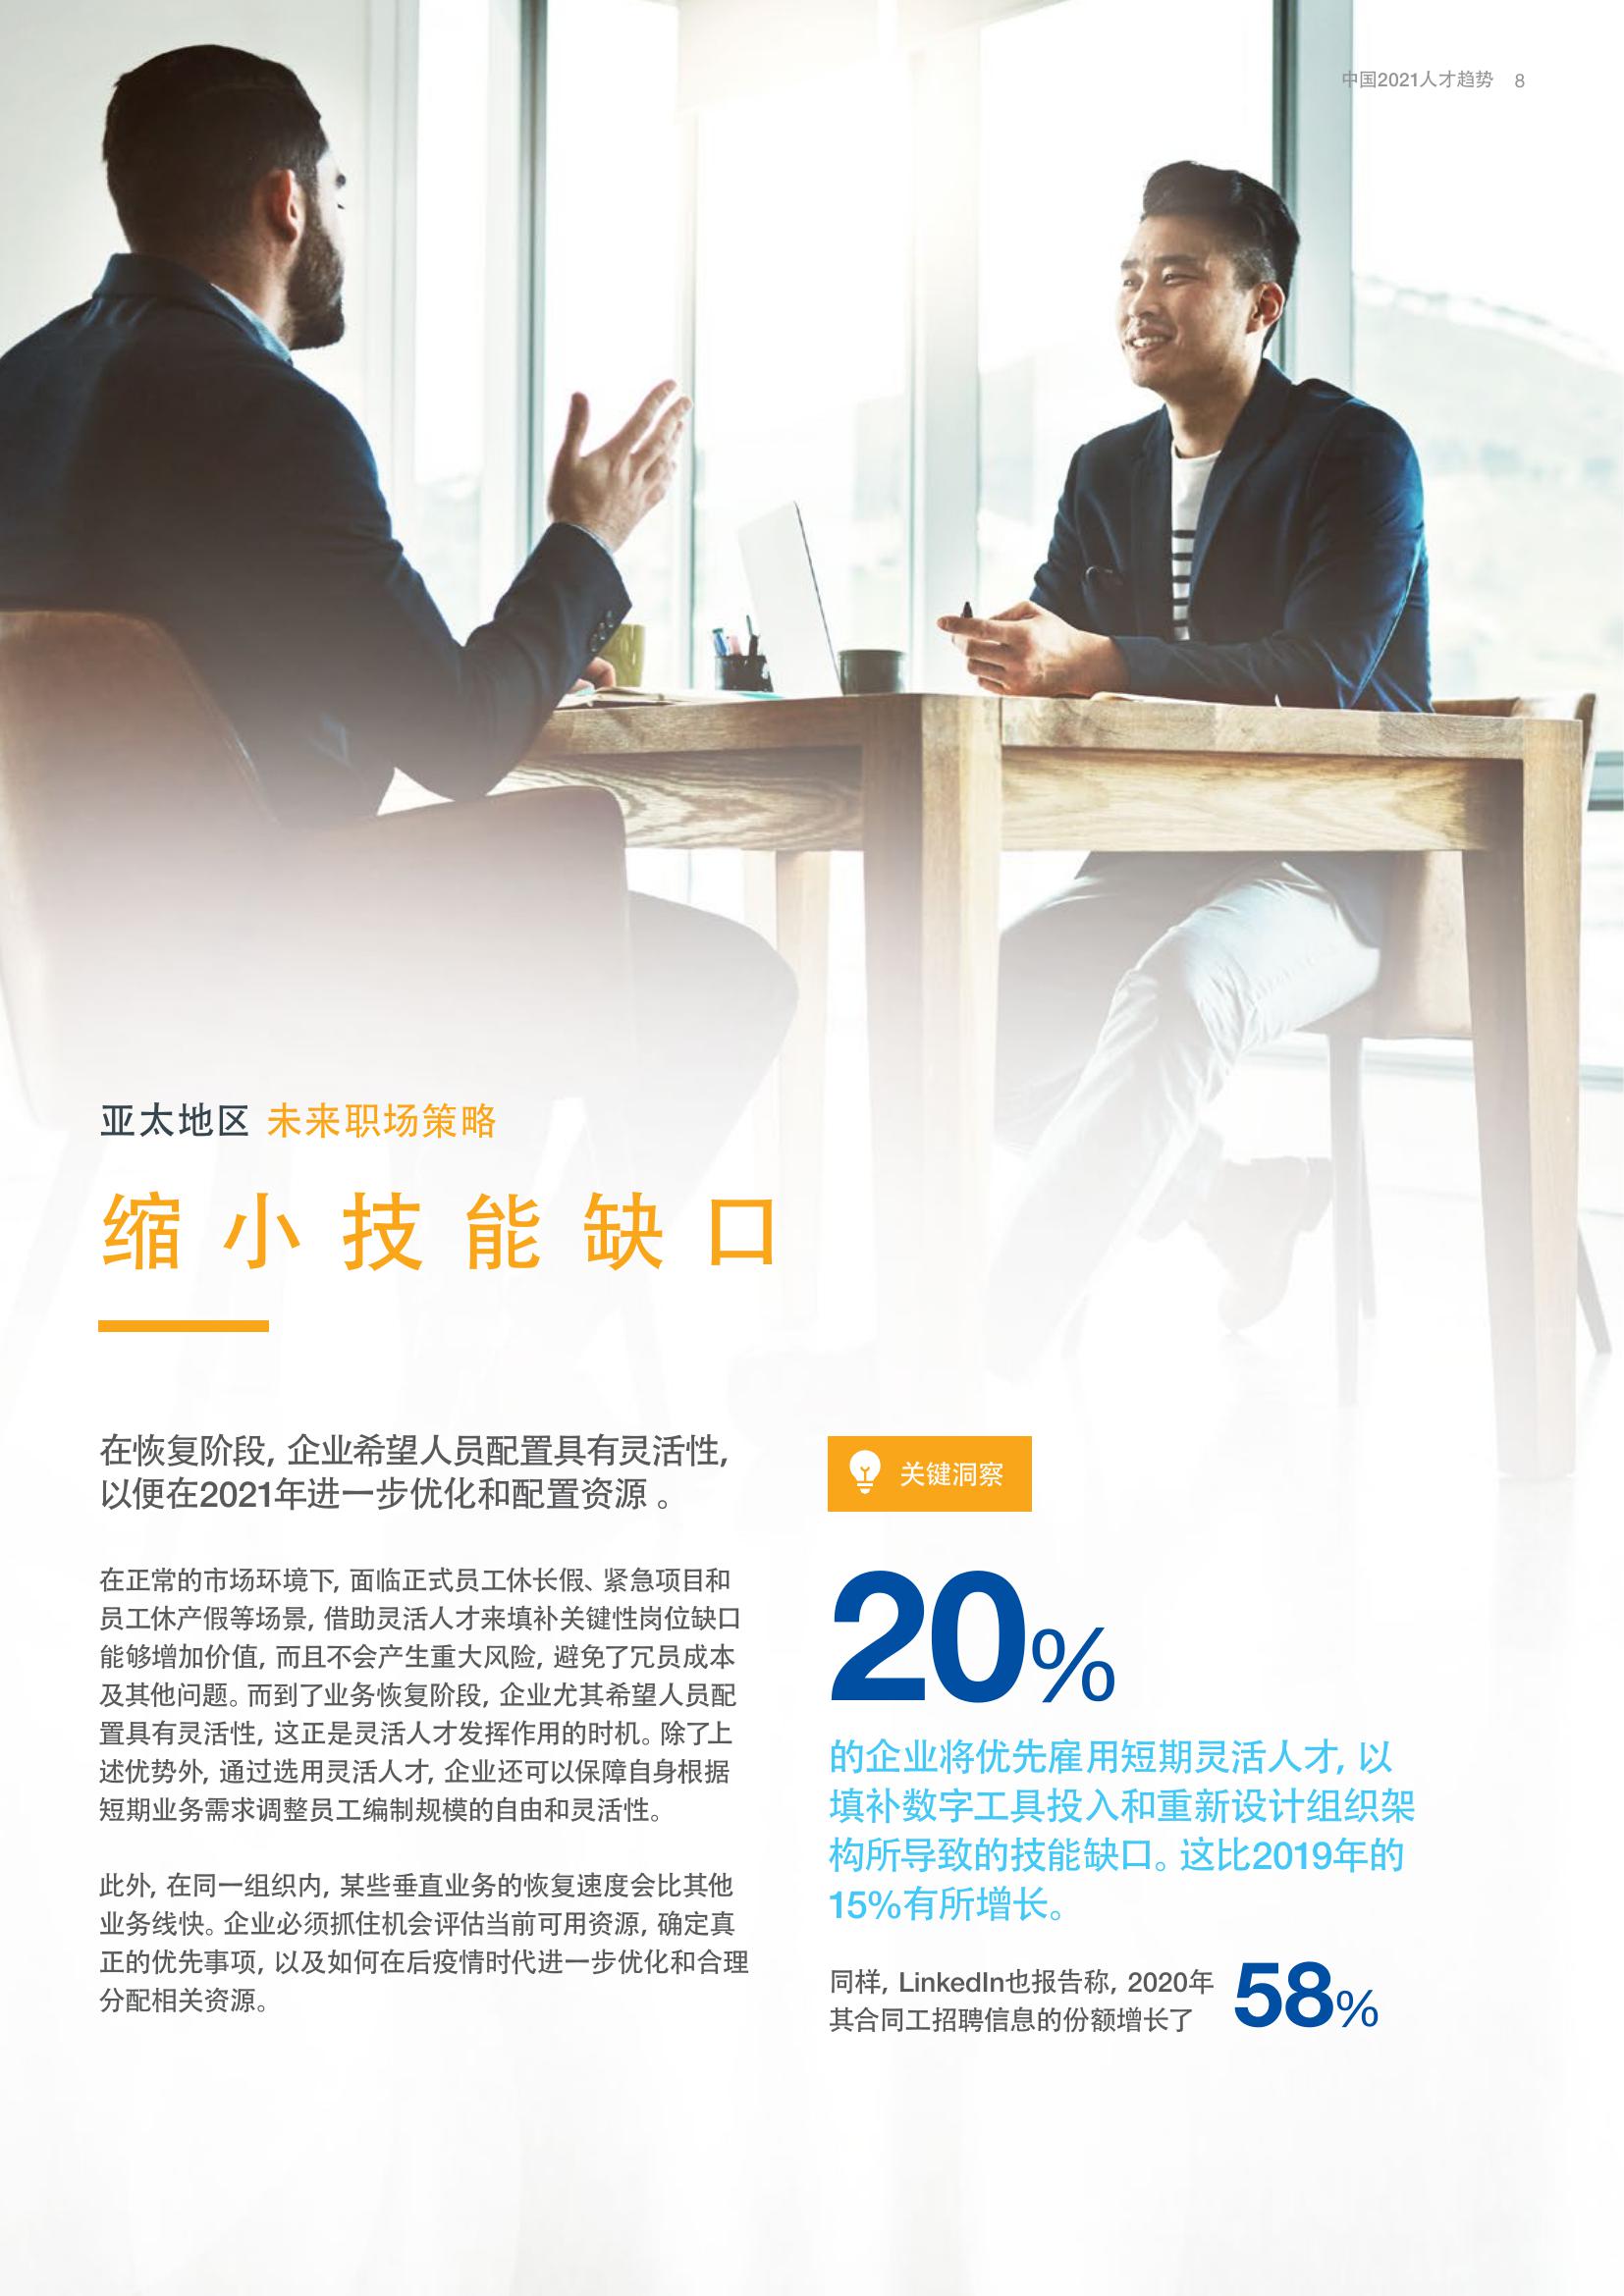 中国2021人才趋势 8
亚太地区 未来职场策略
缩小技能缺口
在恢复阶段, 企业希望人员配置具有灵活性,
以便在2021年进一步优化和配置资源 。
在正常的市场环境下, 面临正式员工休长假、紧急项目和
员工休产假等场景, 借助灵活人才来填补关键性岗位缺口
能够增加价值, 而且不会产生重大风险, 避免了冗员成本
及其他问题。而到了业务恢复阶段, 企业尤其希望人员配
置具有灵活性, 这正是灵活人才发挥作用的时机。除了上
述优势外, 通过选用灵活人才, 企业还可以保障自身根据
短期业务需求调整员工编制规模的自由和灵活性。
此外, 在同一组织内, 某些垂直业务的恢复速度会比其他
业务线快。企业必须抓住机会评估当前可用资源, 确定真
正的优先事项, 以及如何在后疫情时代进一步优化和合理
分配相关资源。
关键洞察
20%
的企业将优先雇用短期灵活人才, 以
填补数字工具投入和重新设计组织架
构所导致的技能缺口。这比2019年的
15%有所增长。
同样, LinkedIn也报告称, 2020年
其合同工招聘信息的份额增长了 58%